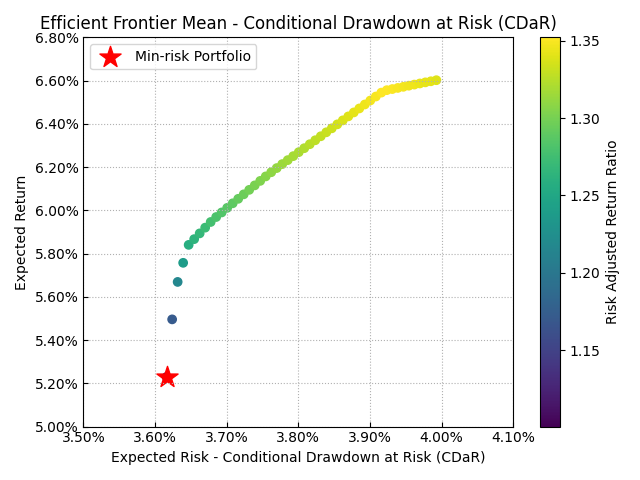 Efficient Frontier Mean - Conditional Drawdown at Risk (CDaR)
Min-risk Portfolio
Expected Return
6.80%
6.60%
6.40%
6.20%
6.00%
5.80%
5.60%
5.40%
5.20%
5.00%
3.50% 3.60% 3.70% 3.80% 3.90% 4.00% 4.10%
Expected Risk - Conditional Drawdown at Risk (CDaR)
1.35
1.30
1.25
1.20
1.15
Risk Adjusted Return Ratio